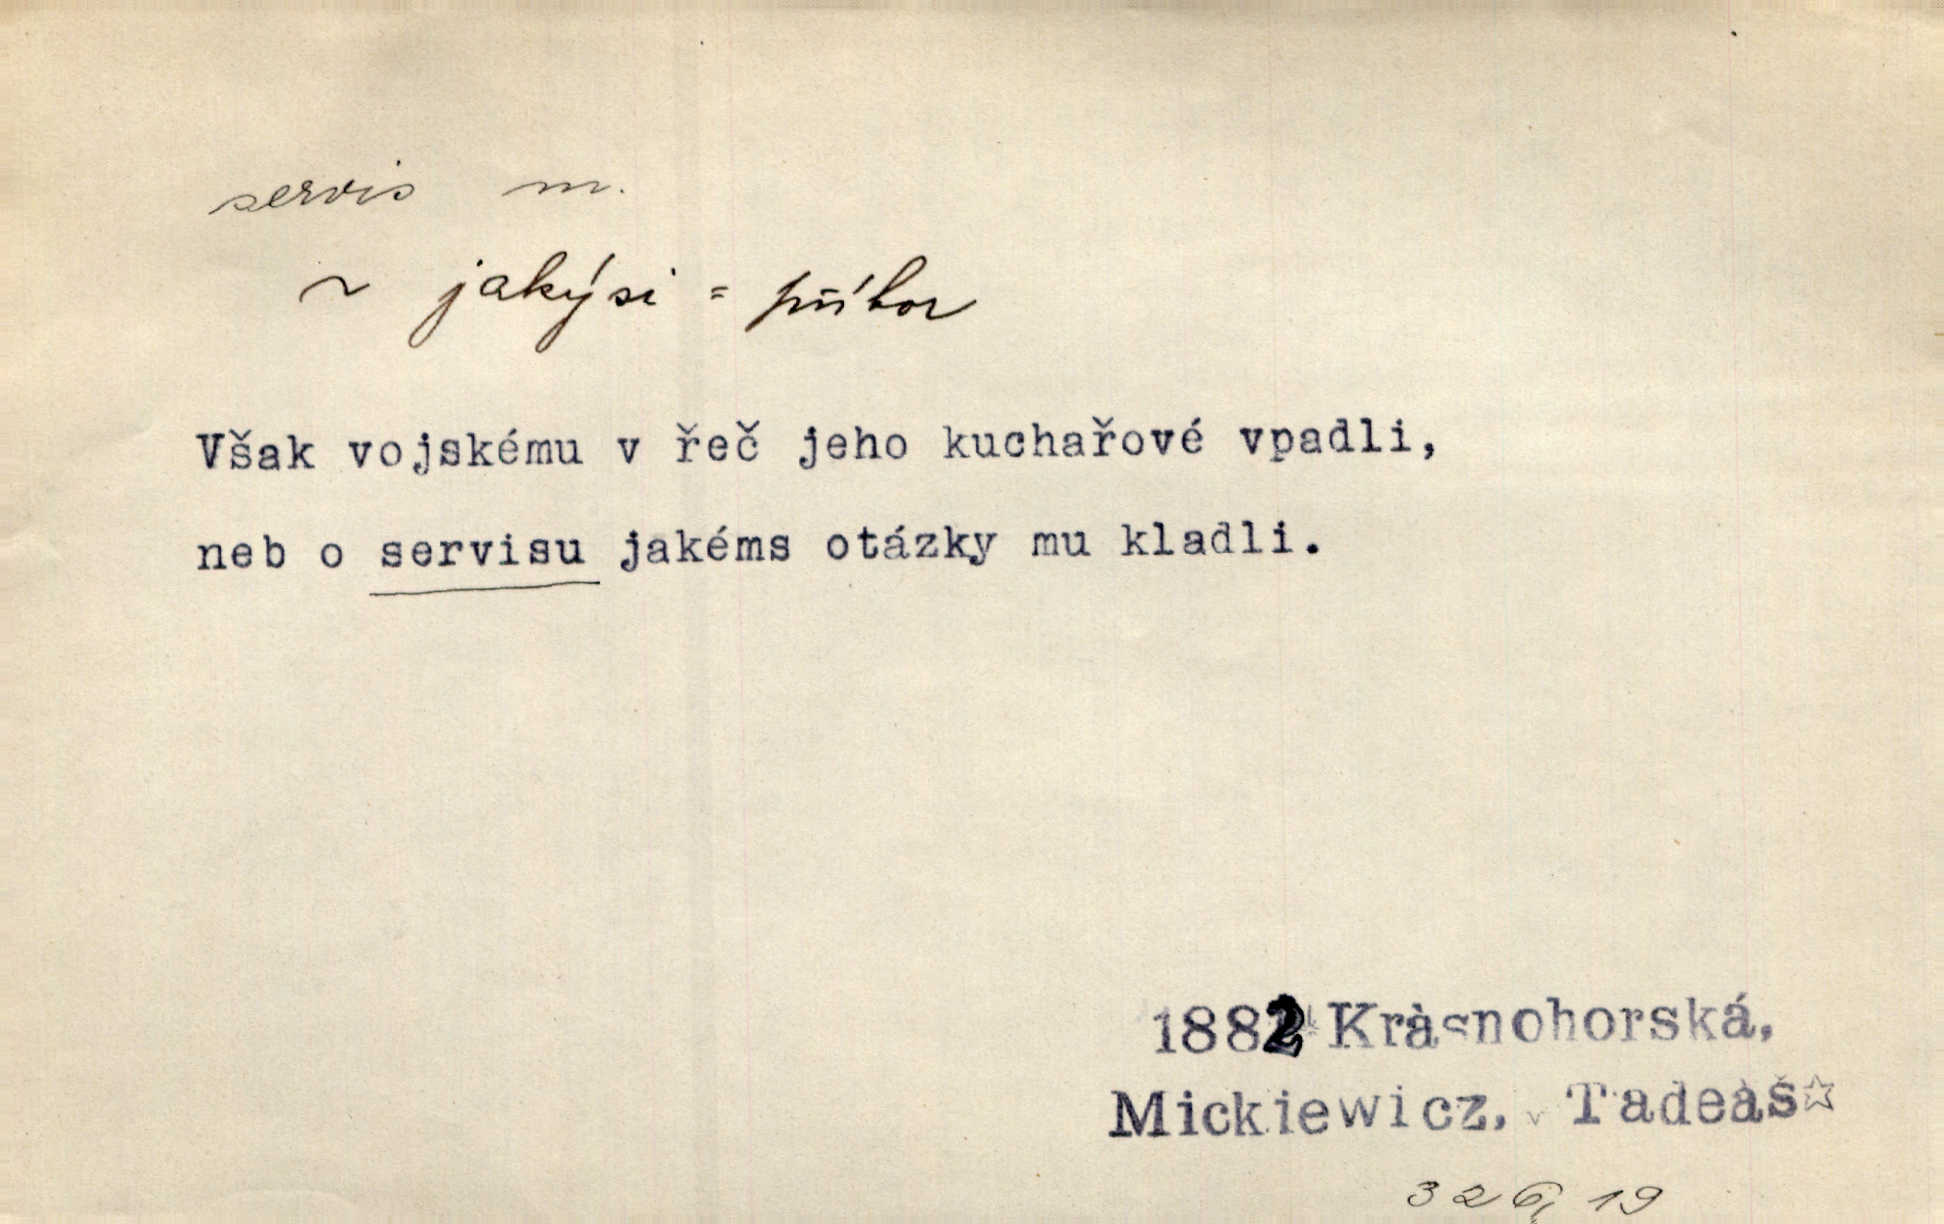 servis m.
~ jakýsi = příbor
Však vojskému v řeč jeho kuchařové vpadli,
neb o servisu jakéms otázky mu kladli.
1882 Krásnohorská,
Mickiewicz, Tadeáš☆
326, 19